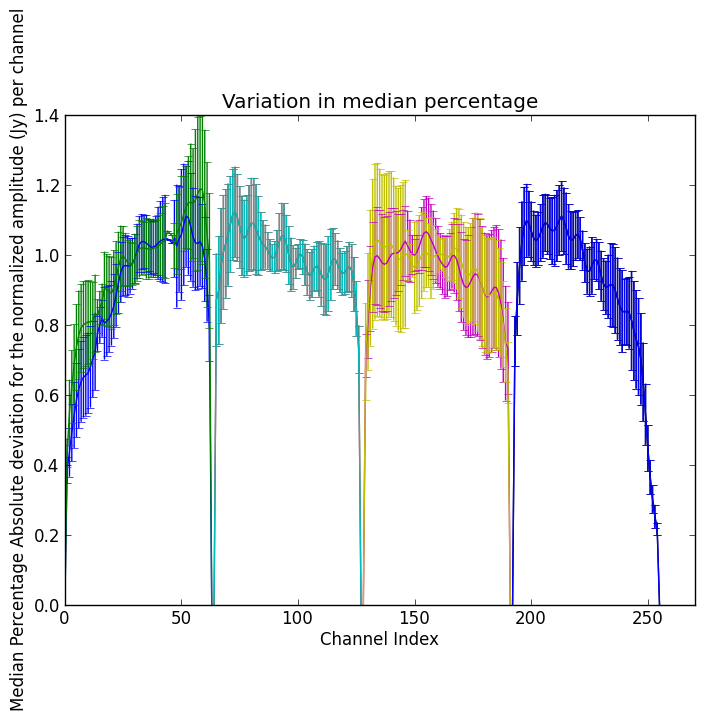 Variation in median percentage
Median Percentage Absolute deviation for the normalized amplitude (Jy) per channel
1.4
1.2
1.0
0.8
0.6
0.4
0.2
0.0
0 50 100 150 200 250
Channel Index